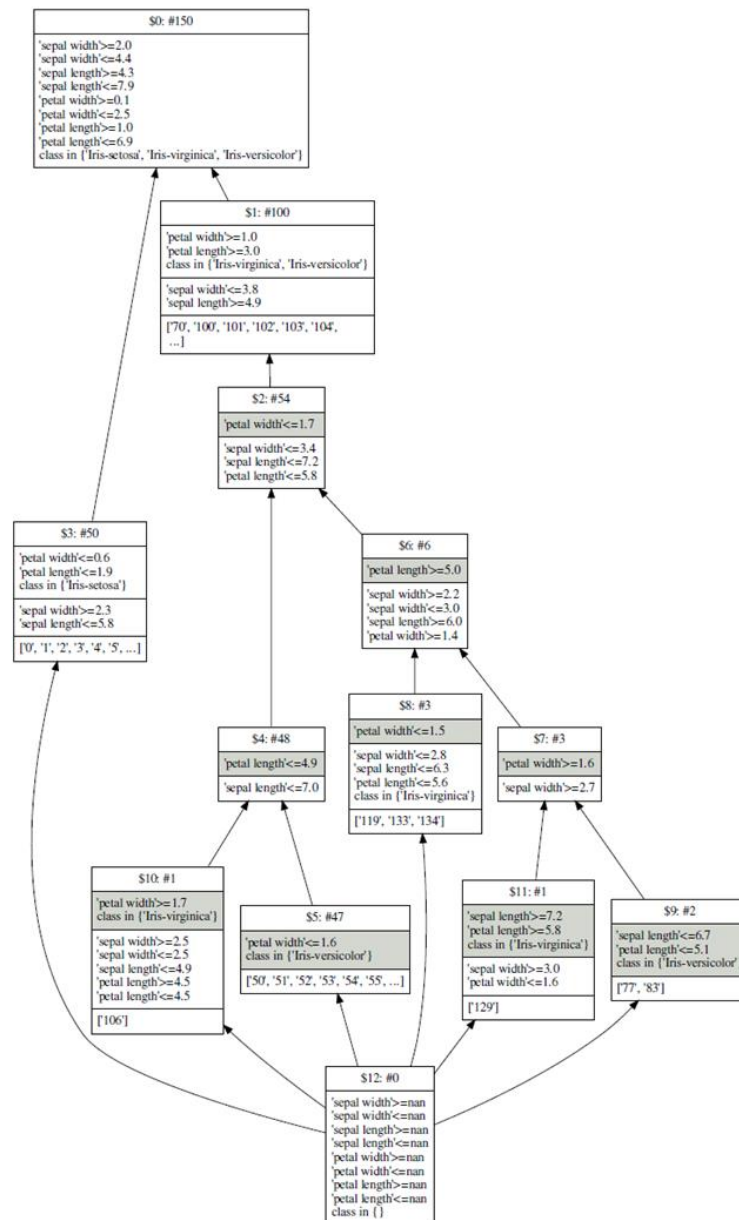 $0: #150
'sepal width'>=2.0
'sepal width'<=4.4
'sepal length'>=4.3
'sepal length'<=7.9
'petal width'>=0.1
'petal width'<=2.5
'petal length'>=1.0
'petal length'<=6.9
class in {'Iris-setosa', 'Iris-virginica', 'Iris-versicolor'}
$1: #100
'petal width'>=1.0
'petal length'>=3.0
class in {'Iris-virginica', 'Iris-versicolor'}
'sepal width'<=3.8
'sepal length'>=4.9
['70', '100', '101', '102', '103', '104',
...]
$2: #54
'petal width'<=1.7
'sepal width'<=3.4
'sepal length'<=7.2
'petal length'<=5.8
$3: #50
'petal width'<=0.6
'petal length'<=1.9
class in {'Iris-setosa'}
'sepal width'>=2.3
'sepal length'<=5.8
['0', '1', '2', '3', '4', '5', ...]
$6: #6
'petal length'>=5.0
'sepal width'>=2.2
'sepal width'<=3.0
'sepal length'>=6.0
'petal width'>=1.4
$8: #3
'petal width'<=1.5
'sepal width'<=2.8
'sepal length'<=6.3
'petal length'<=5.6
class in {'Iris-virginica'}
['119', '133', '134']
$4: #48
'petal length'<=4.9
'sepal length'<=7.0
$7: #3
'petal width'>=1.6
'sepal width'>=2.7
$10: #1
'petal width'>=1.7
class in {'Iris-virginica'}
'sepal width'>=2.5
'sepal width'<=2.5
'sepal length'<=4.9
'petal length'>=4.5
'petal length'<=4.5
['106']
$5: #47
'petal width'<=1.6
class in {'Iris-versicolor'}
['50', '51', '52', '53', '54', '55', ...]
$11: #1
'sepal length'>=7.2
'petal length'>=5.8
class in {'Iris-virginica'}
'sepal width'>=3.0
'petal width'<=1.6
['129']
$9: #2
'sepal length'<=6.7
'petal length'<=5.1
class in {'Iris-versicolor'
['77', '83']
$12: #0
'sepal width'>=nan
'sepal width'<=nan
'sepal length'>=nan
'sepal length'<=nan
'petal width'>=nan
'petal width'<=nan
'petal length'>=nan
'petal length'<=nan
class in {}